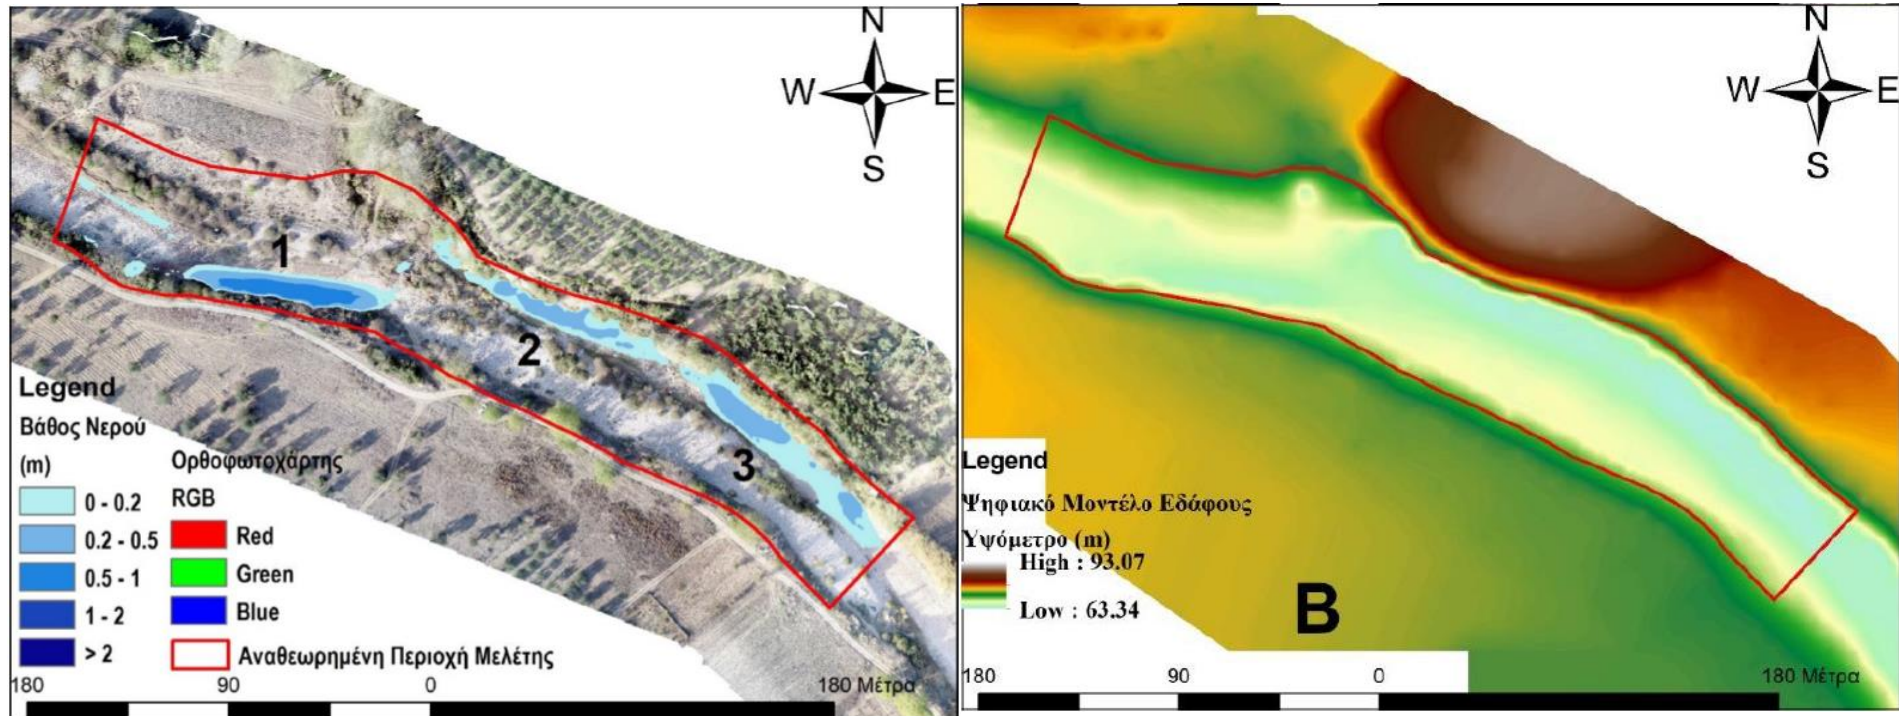 N
W E
S
1
2
3
Legend
Βάθος Νερού
(m)
0 - 0.2
0.2 - 0.5
0.5 - 1
1 - 2
> 2
Ορθοφωτοχάρτης
RGB
Red
Green
Blue
Αναθεωρημένη Περιοχή Μελέτης
180 90 0 180 Μέτρα
N
W E
S
Legend
Ψηφιακό Μοντέλο Εδάφους
Υψόμετρο (m)
High : 93.07
Low : 63.34
B
180 90 0 180 Μέτρα